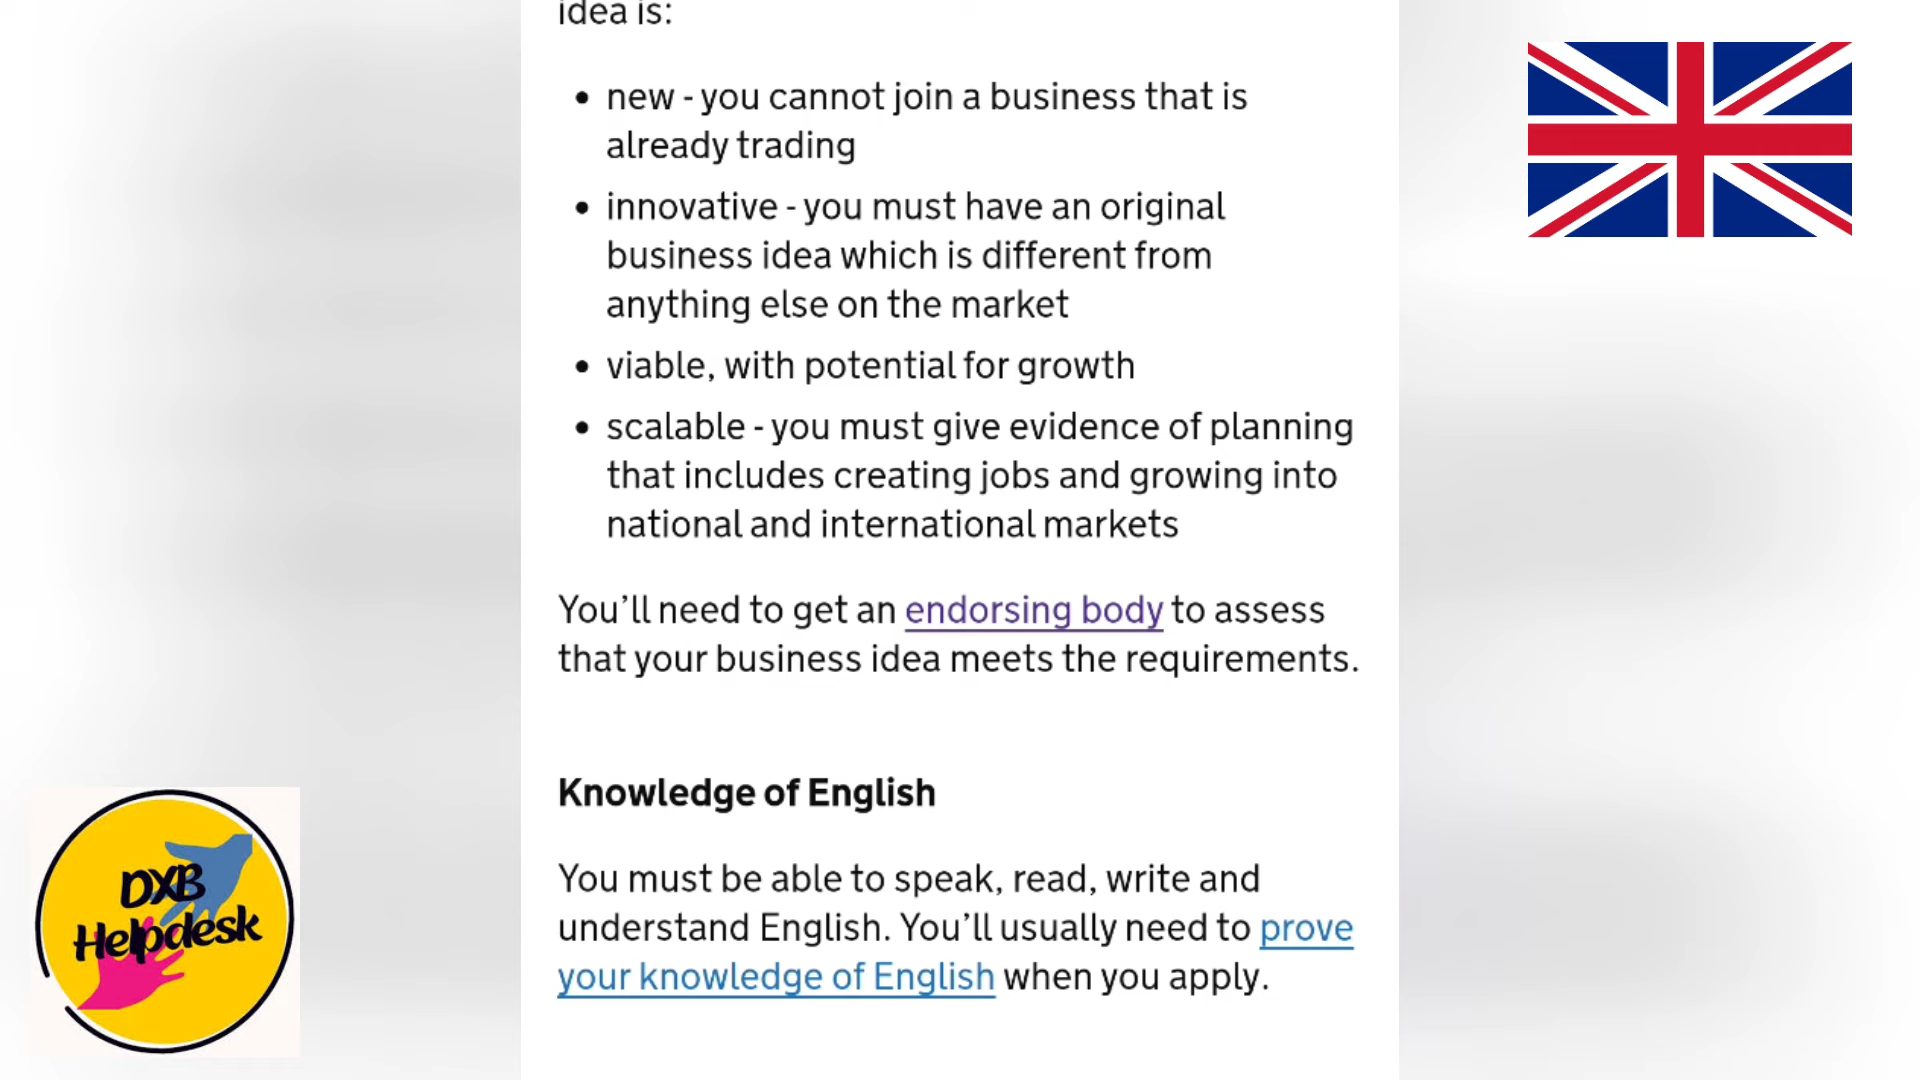 idea is:
• new - you cannot join a business that is
already trading
• innovative - you must have an original
business idea which is different from
anything else on the market
• viable, with potential for growth
• scalable - you must give evidence of planning
that includes creating jobs and growing into
national and international markets
You’ll need to get an endorsing body to assess
that your business idea meets the requirements.
Knowledge of English
You must be able to speak, read, write and
understand English. You’ll usually need to prove
your knowledge of English when you apply.
DXB
Helpdesk